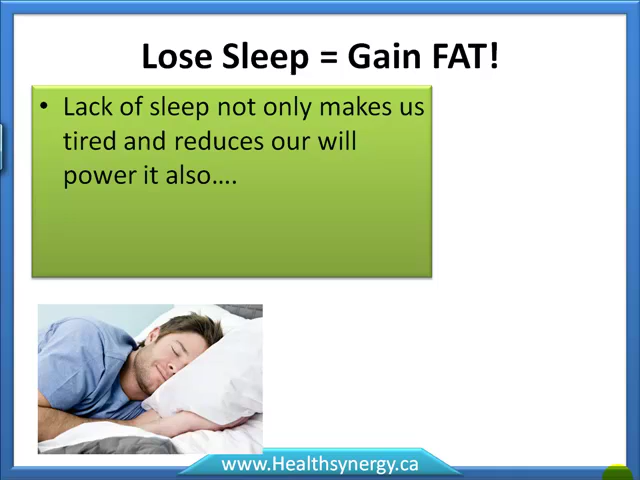 Lose Sleep = Gain FAT!
• Lack of sleep not only makes us
tired and reduces our will
power it also....
www.Healthsynergy.ca